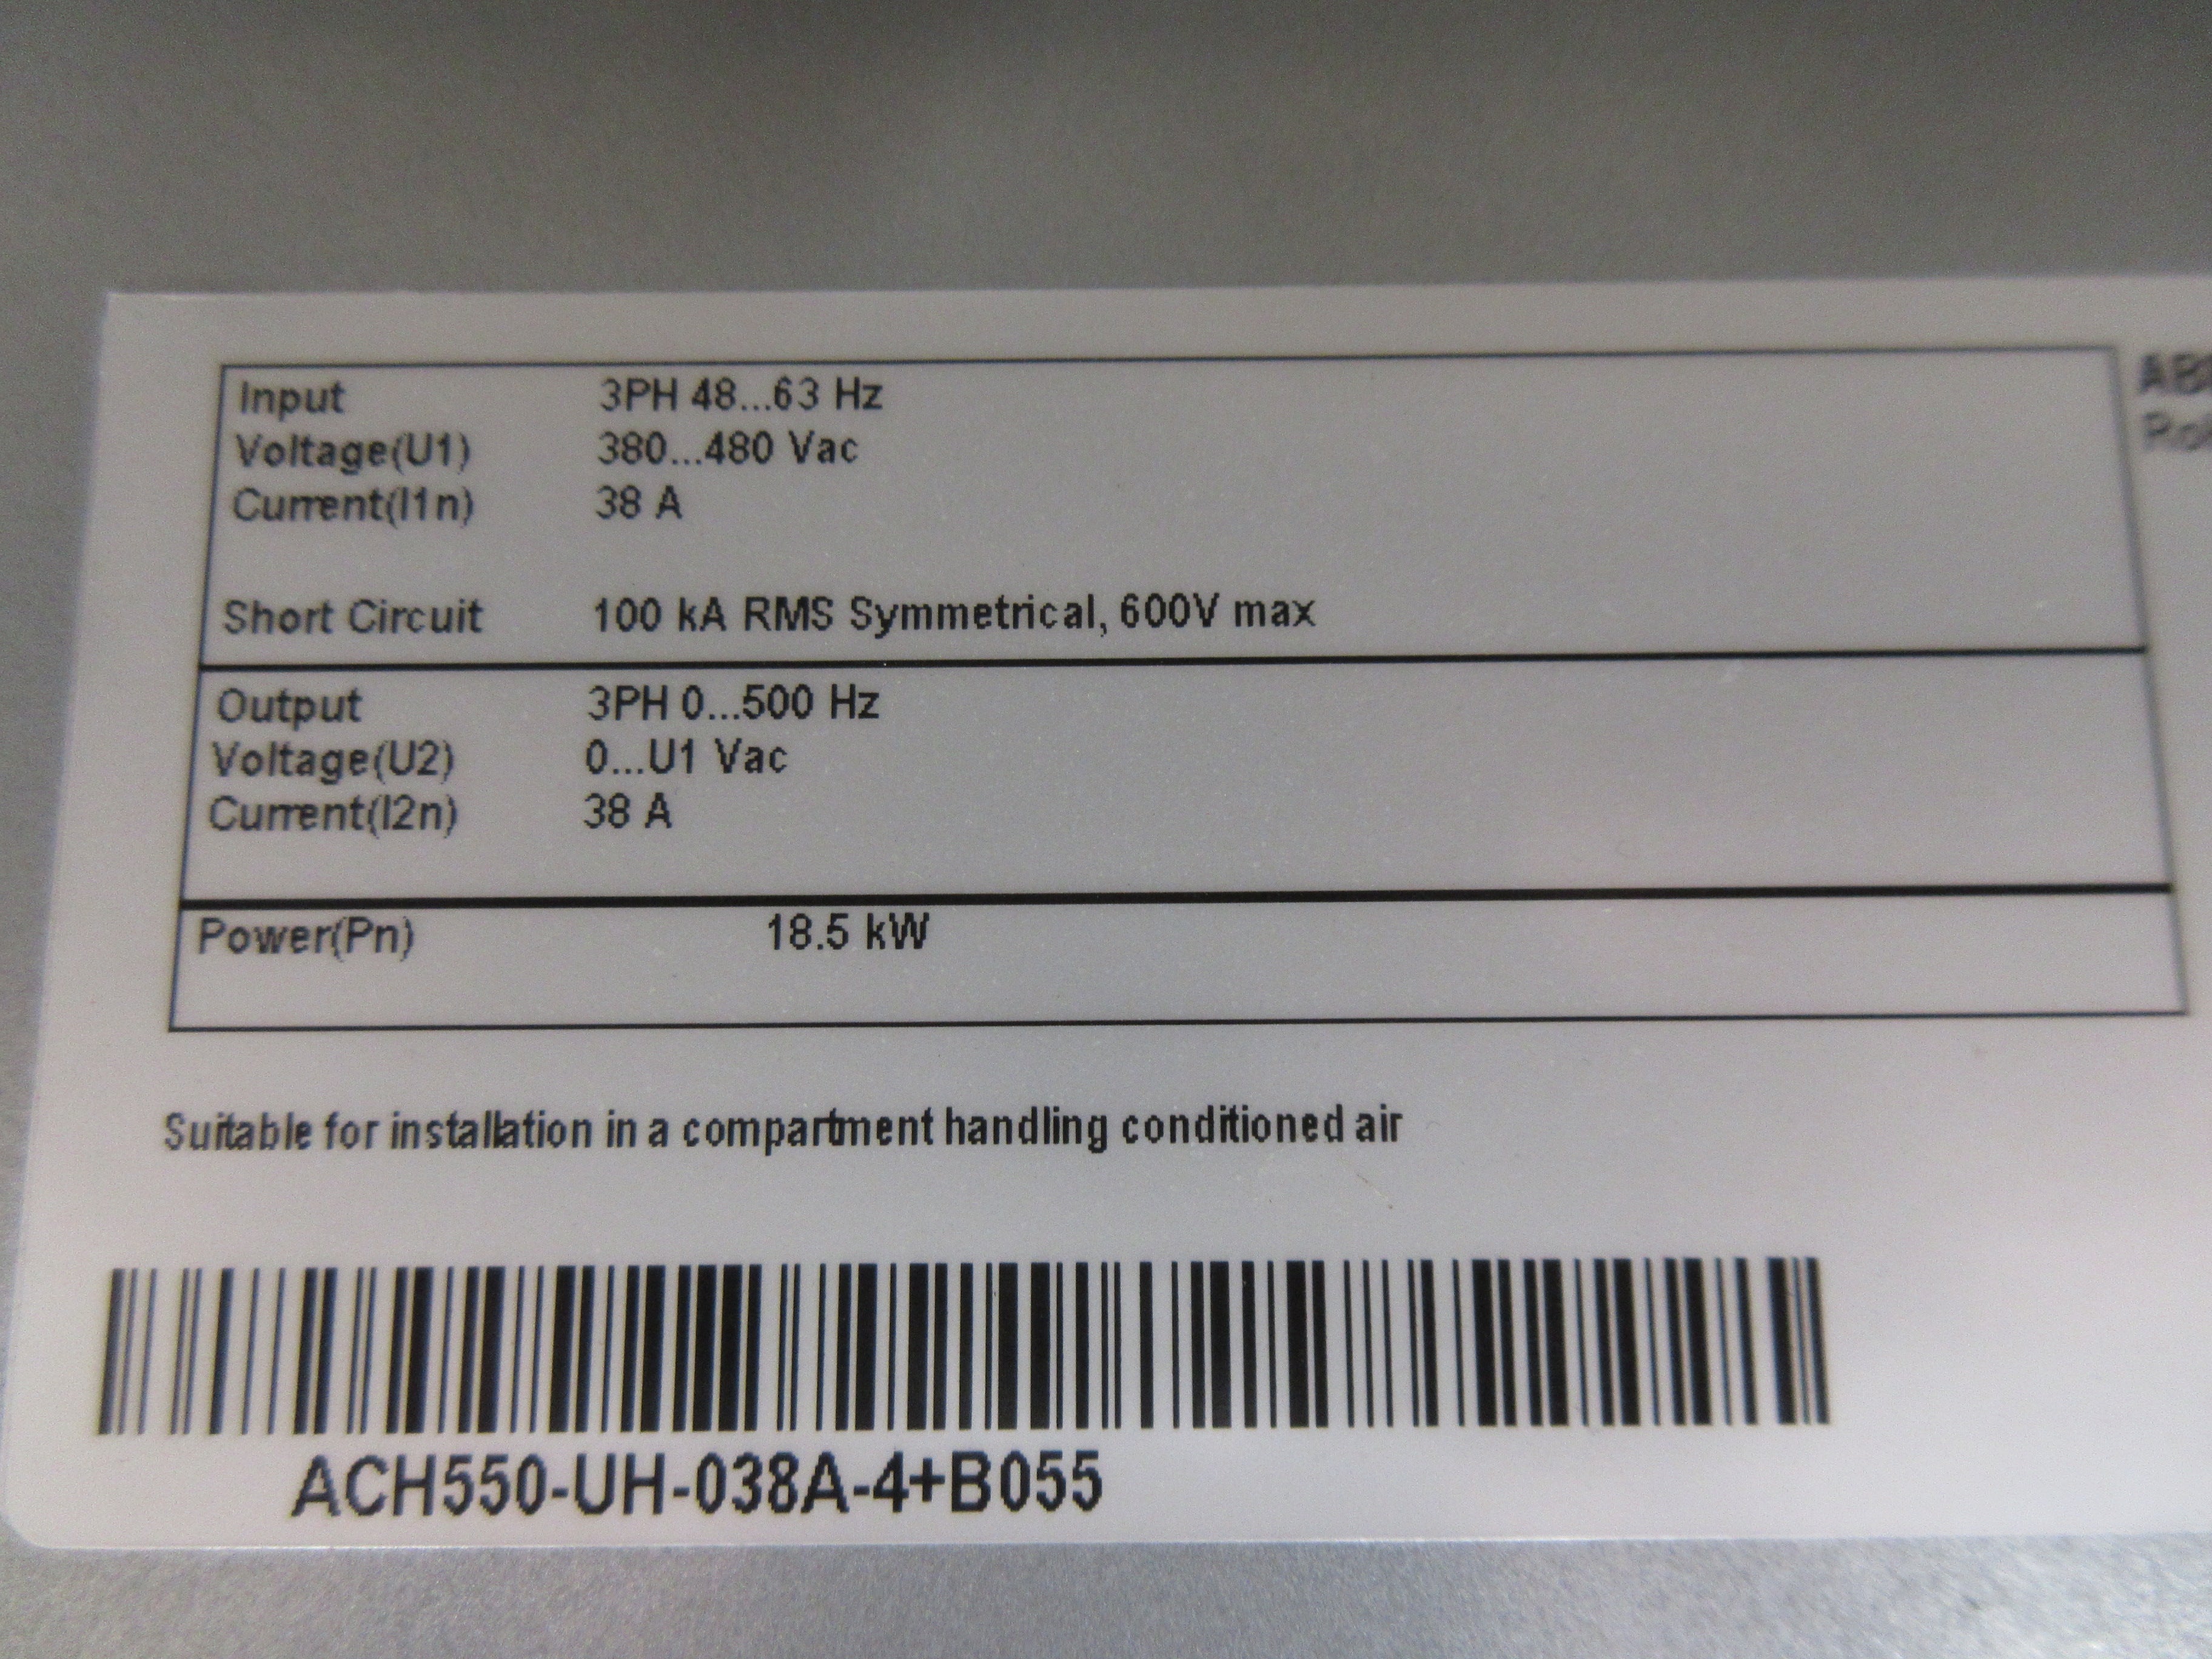 Input 3PH 48...63 Hz
Voltage(U1) 380...480 Vac
Current(I1n) 38 A
Short Circuit 100 kA RMS Symmetrical, 600V max
Output 3PH 0...500 Hz
Voltage(U2) 0...U1 Vac
Current(I2n) 38 A
Power(Pn) 18.5 kW
Suitable for installation in a compartment handling conditioned air
ACH550-UH-038A-4+B055